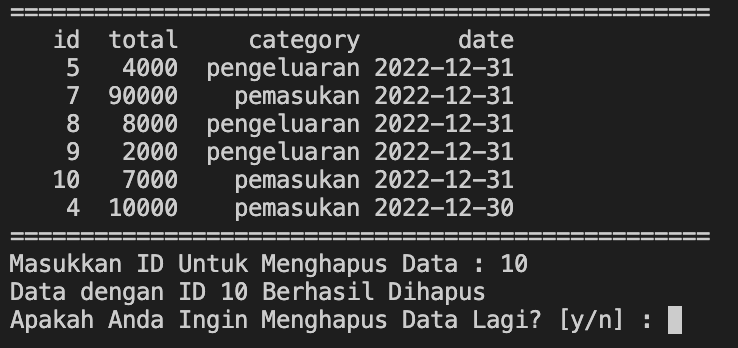 ==================================================
id total category date
5 4000 pengeluaran 2022-12-31
7 90000 pemasukan 2022-12-31
8 8000 pengeluaran 2022-12-31
9 2000 pengeluaran 2022-12-31
10 7000 pemasukan 2022-12-31
4 10000 pemasukan 2022-12-30
==================================================
Masukkan ID Untuk Menghapus Data : 10
Data dengan ID 10 Berhasil Dihapus
Apakah Anda Ingin Menghapus Data Lagi? [y/n] :